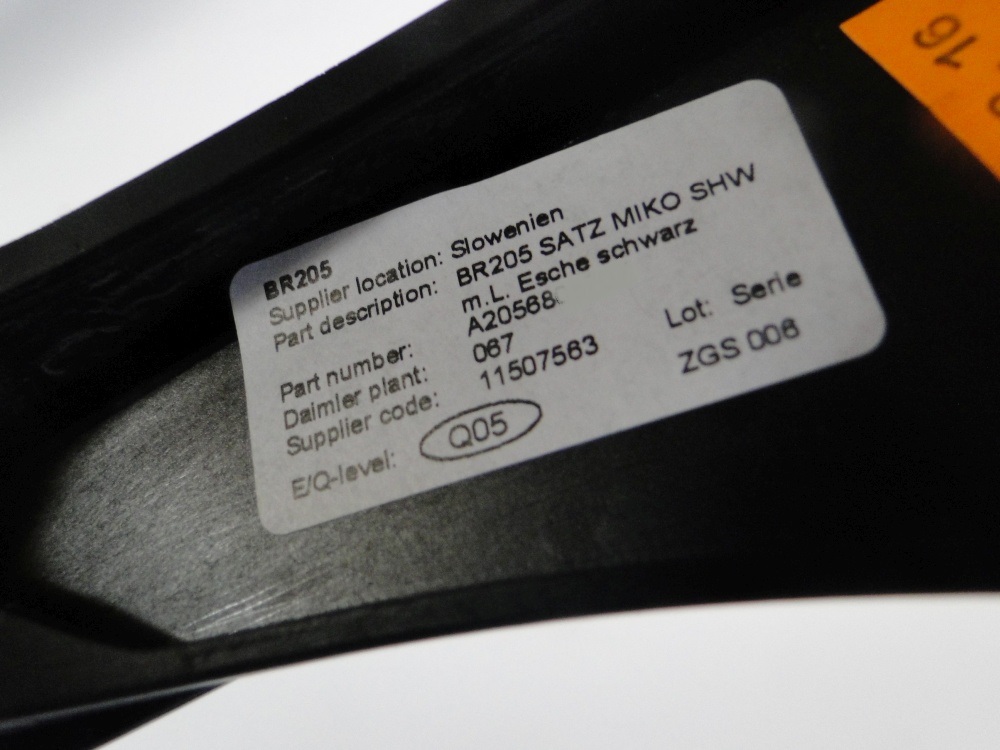 BR205
Supplier location: Slowenien
Part description: BR205 SATZ MIKO SHW
m.L. Esche schwarz
Part number: A20568
Daimler plant: 067
Supplier code: 11507563 Lot: Serie
E/Q-level: Q05 ZGS 006
16